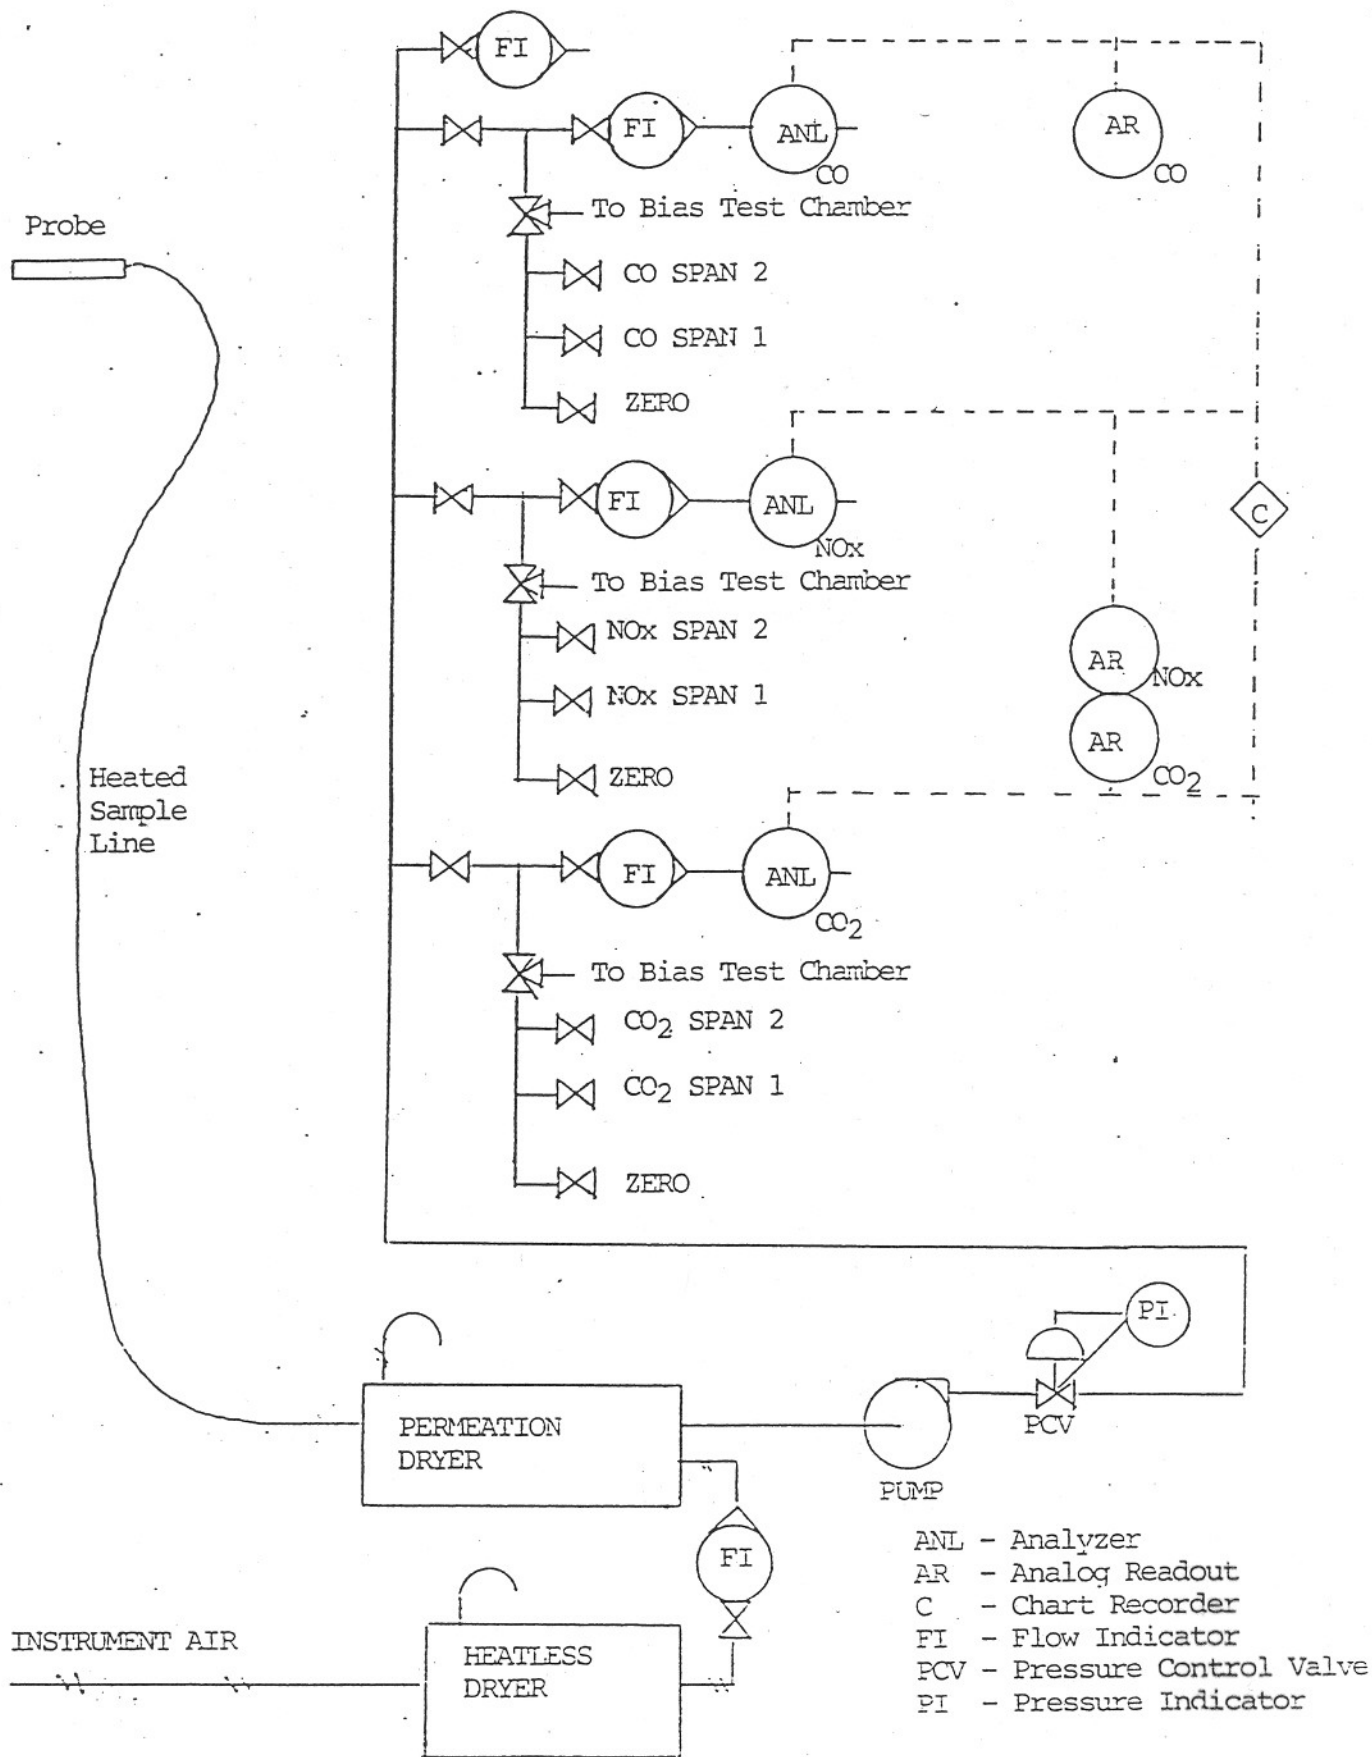 FI
FI
ANL
CO
AR
CO
To Bias Test Chamber
Probe
CO SPAN 2
CO SPAN 1
ZERO
FI
ANL
NOx
C
To Bias Test Chamber
NOx SPAN 2
NOx SPAN 1
AR
NOx
AR
CO2
ZERO
Heated
Sample
Line
FI
ANL
CO2
To Bias Test Chamber
CO2 SPAN 2
CO2 SPAN 1
ZERO
PI
PCV
PERMEATION
DRYER
PUMP
FI
INSTRUMENT AIR
HEATLESS
DRYER
ANL - Analyzer
AR - Analog Readout
C - Chart Recorder
FI - Flow Indicator
PCV - Pressure Control Valve
PI - Pressure Indicator